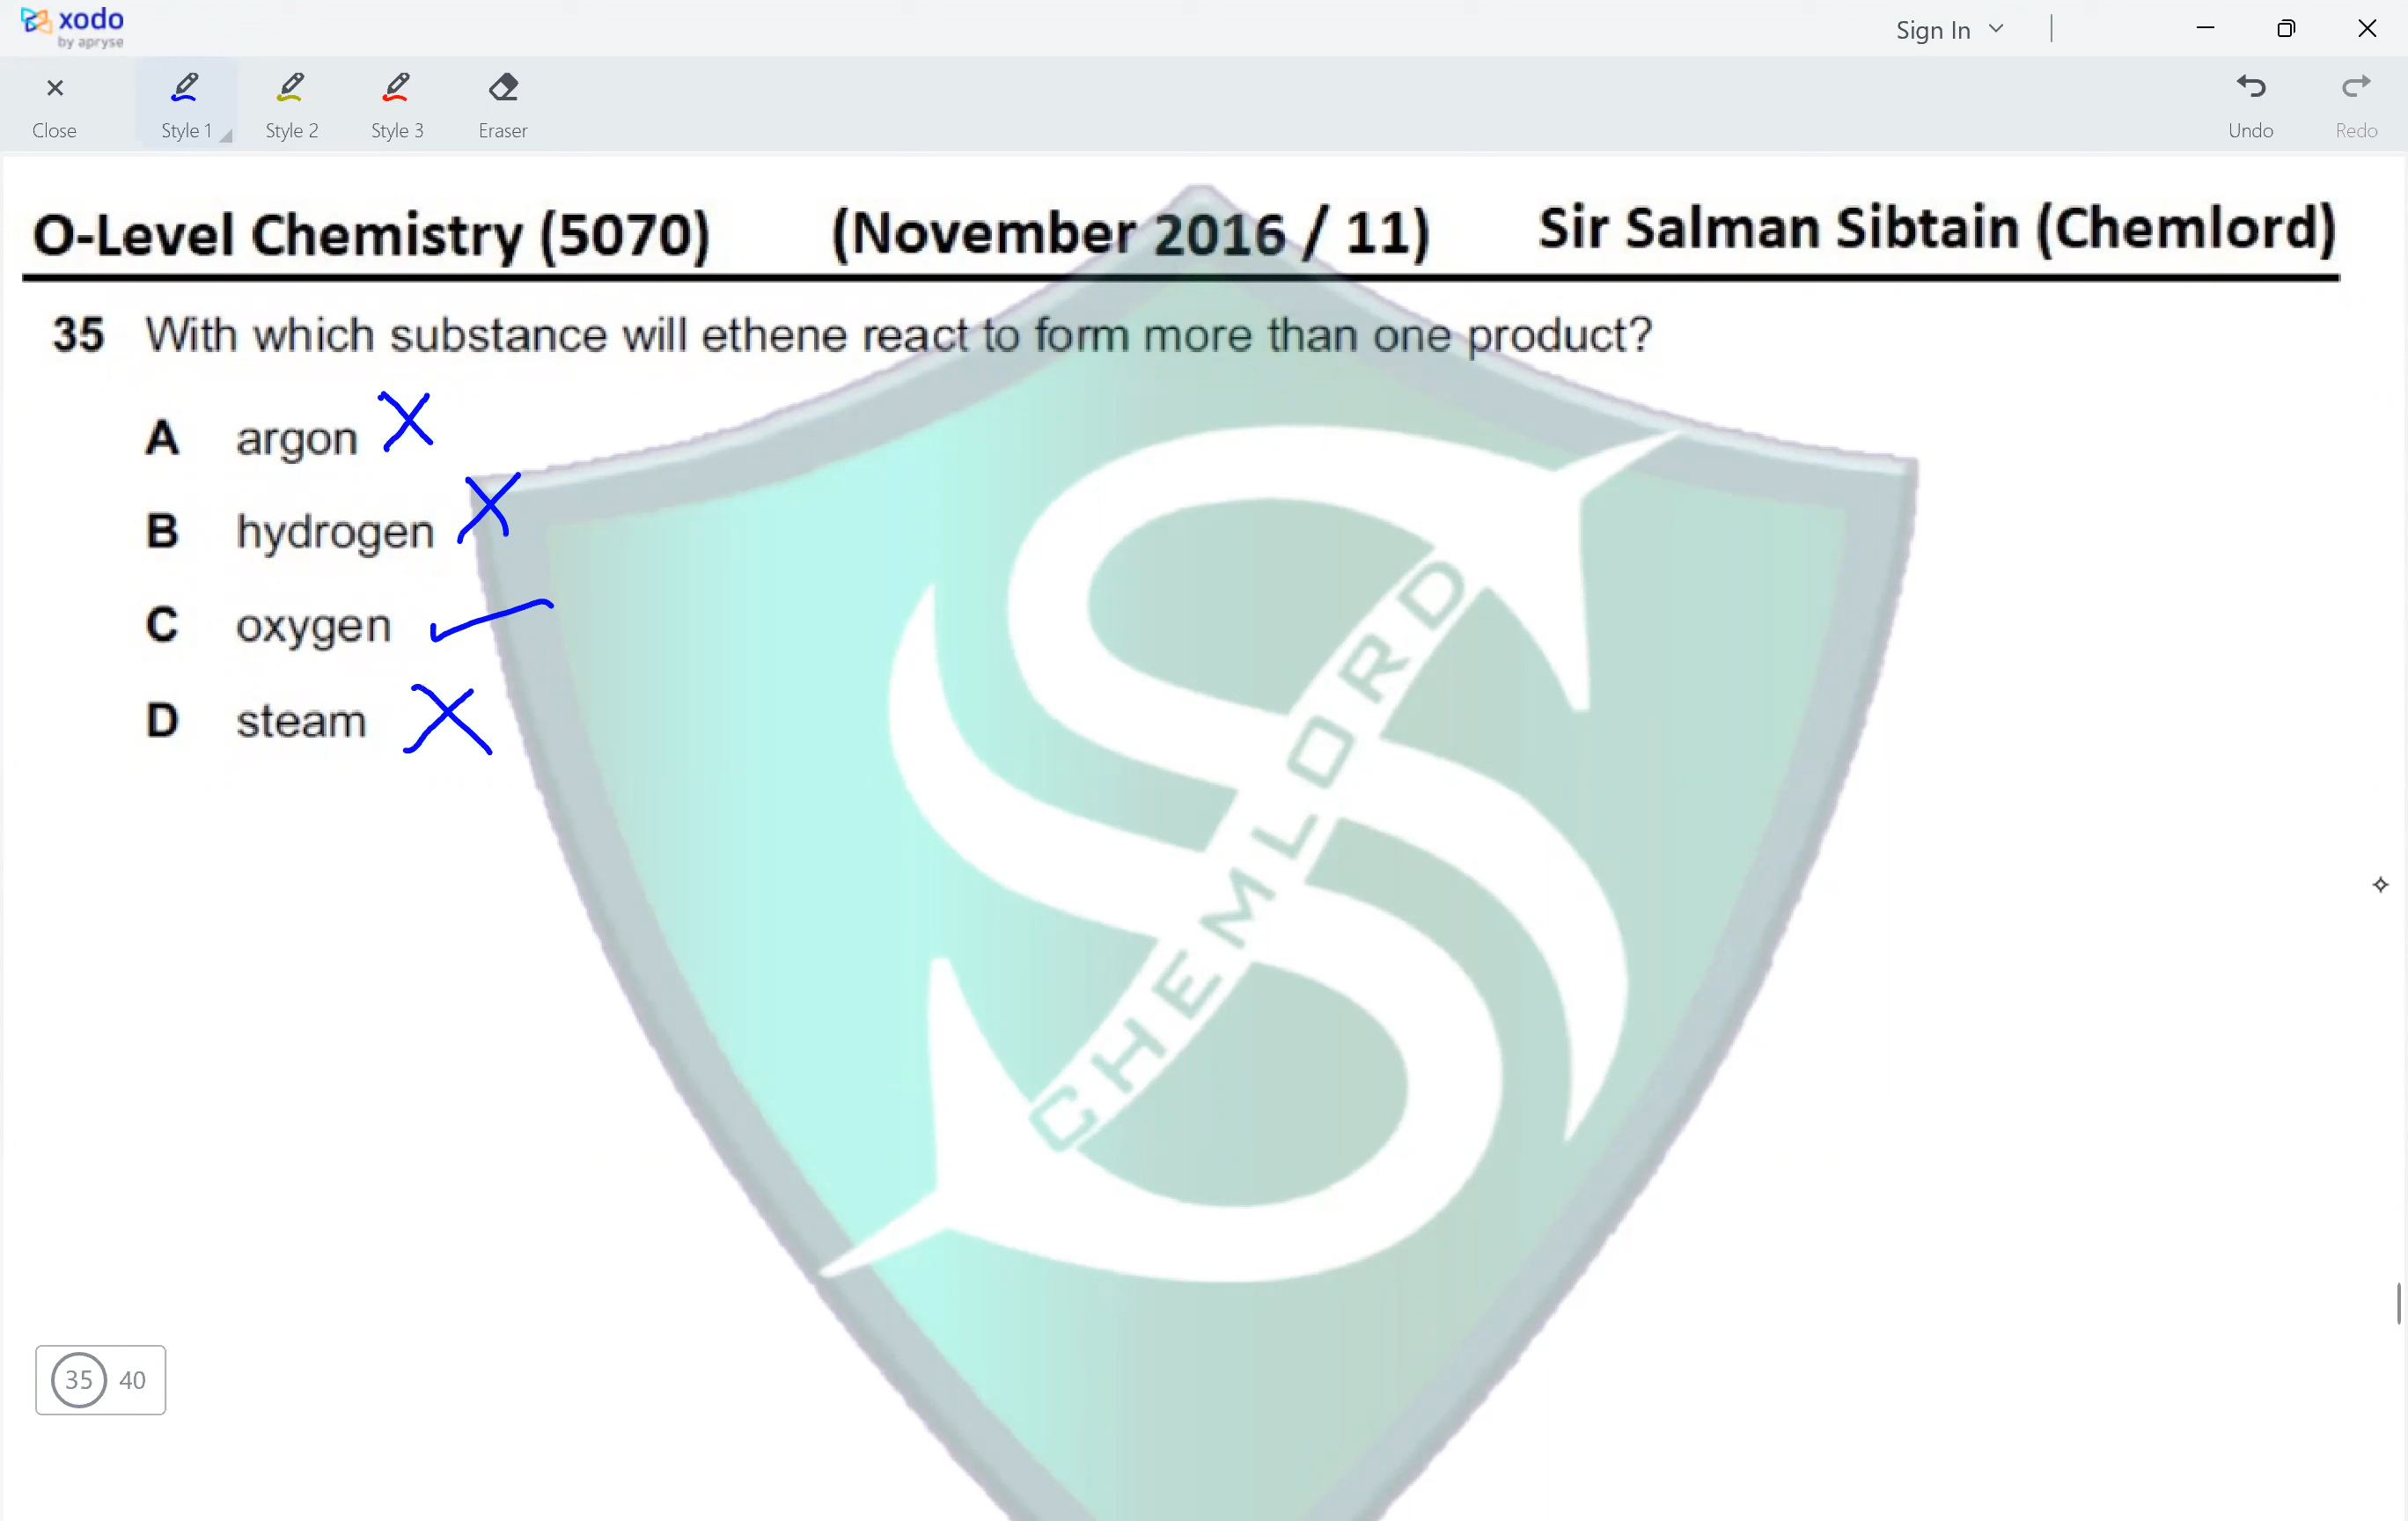 xodo
by apryse
Sign In
Close
Style 1
Style 2
Style 3
Eraser
Undo
Redo
O-Level Chemistry (5070) (November 2016 / 11) Sir Salman Sibtain (Chemlord)
35 With which substance will ethene react to form more than one product?
A argon
B hydrogen
C oxygen
D steam
CHEMLORD
35 40